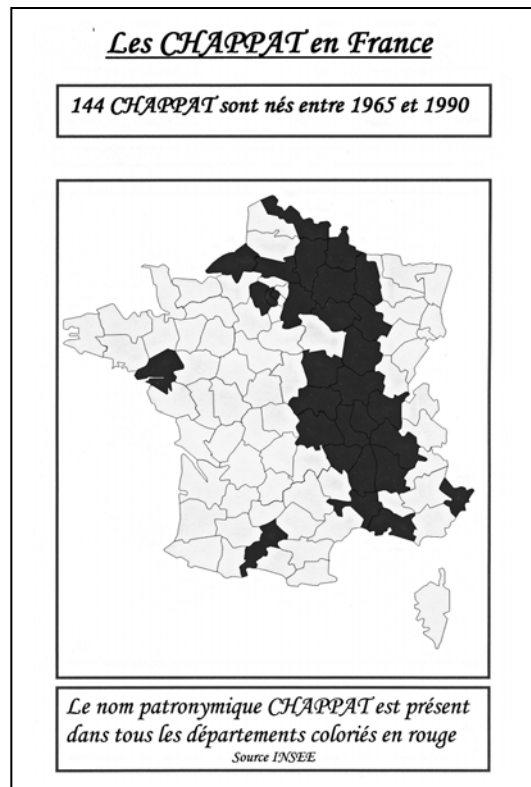 Les CHAPPAT en France
144 CHAPPAT sont nés entre 1965 et 1990
Le nom patronymique CHAPPAT est présent
dans tous les départements coloriés en rouge
Source INSEE